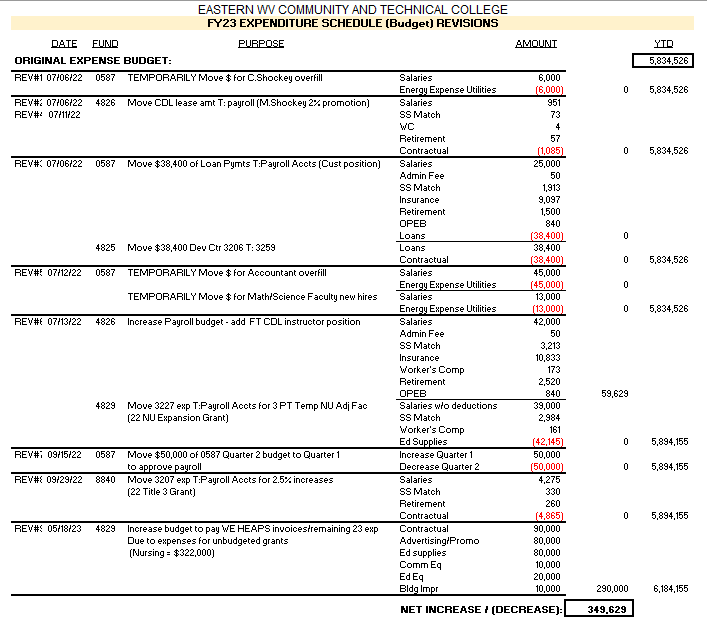 EASTERN WV COMMUNITY AND TECHNICAL COLLEGE
FY23 EXPENDITURE SCHEDULE (Budget) REVISIONS
DATE FUND PURPOSE AMOUNT YTD
ORIGINAL EXPENSE BUDGET: 5,834,526
REV#1 07/06/22 0587 TEMPORARILY Move $ for C.Shockey overfill Salaries 6,000
Energy Expense Utilities (6,000) 0 5,834,526
REV#2 07/06/22 4826 Move CDL lease amt T: payroll (M.Shockey 2% promotion) Salaries 951
REV#4 07/11/22 SS Match 73
WC 4
Retirement 57
Contractual (1,085) 0 5,834,526
REV#3 07/06/22 0587 Move $38,400 of Loan Pymts T:Payroll Accts (Cust position) Salaries 25,000
Admin Fee 50
SS Match 1,913
Insurance 9,097
Retirement 1,500
OPEB 840
Loans (38,400) 0
4825 Move $38,400 Dev Ctr 3206 T: 3259 Loans 38,400
Contractual (38,400) 0 5,834,526
REV#5 07/12/22 0587 TEMPORARILY Move $ for Accountant overfill Salaries 45,000
Energy Expense Utilities (45,000) 0
TEMPORARILY Move $ for Math/Science Faculty new hires Salaries 13,000
Energy Expense Utilities (13,000) 0 5,834,526
REV#6 07/13/22 4826 Increase Payroll budget - add FT CDL instructor position Salaries 42,000
Admin Fee 50
SS Match 3,213
Insurance 10,833
Worker's Comp 173
Retirement 2,520
OPEB 840 59,629
4829 Move 3227 exp T:Payroll Accts for 3 PT Temp NU Adj Fac Salaries w/o deductions 39,000
(22 NU Expansion Grant) SS Match 2,984
Worker's Comp 161
Ed Supplies (42,145) 0 5,894,155
REV#7 09/15/22 0587 Move $50,000 of 0587 Quarter 2 budget to Quarter 1 Increase Quarter 1 50,000
to approve payroll Decrease Quarter 2 (50,000) 0 5,894,155
REV#8 09/29/22 8840 Move 3207 exp T:Payroll Accts for 2.5% increases Salaries 4,275
(22 Title 3 Grant) SS Match 330
Retirement 260
Contractual (4,865) 0 5,894,155
REV#9 05/18/23 4829 Increase budget to pay WE HEAPS invoices/remaining 23 exp Contractual 90,000
Due to expenses for unbudgeted grants Advertising/Promo 80,000
(Nursing = $322,000) Ed supplies 80,000
Comm Eq 10,000
Ed Eq 20,000
Bldg Impr 10,000 290,000 6,184,155
NET INCREASE / (DECREASE): 349,629